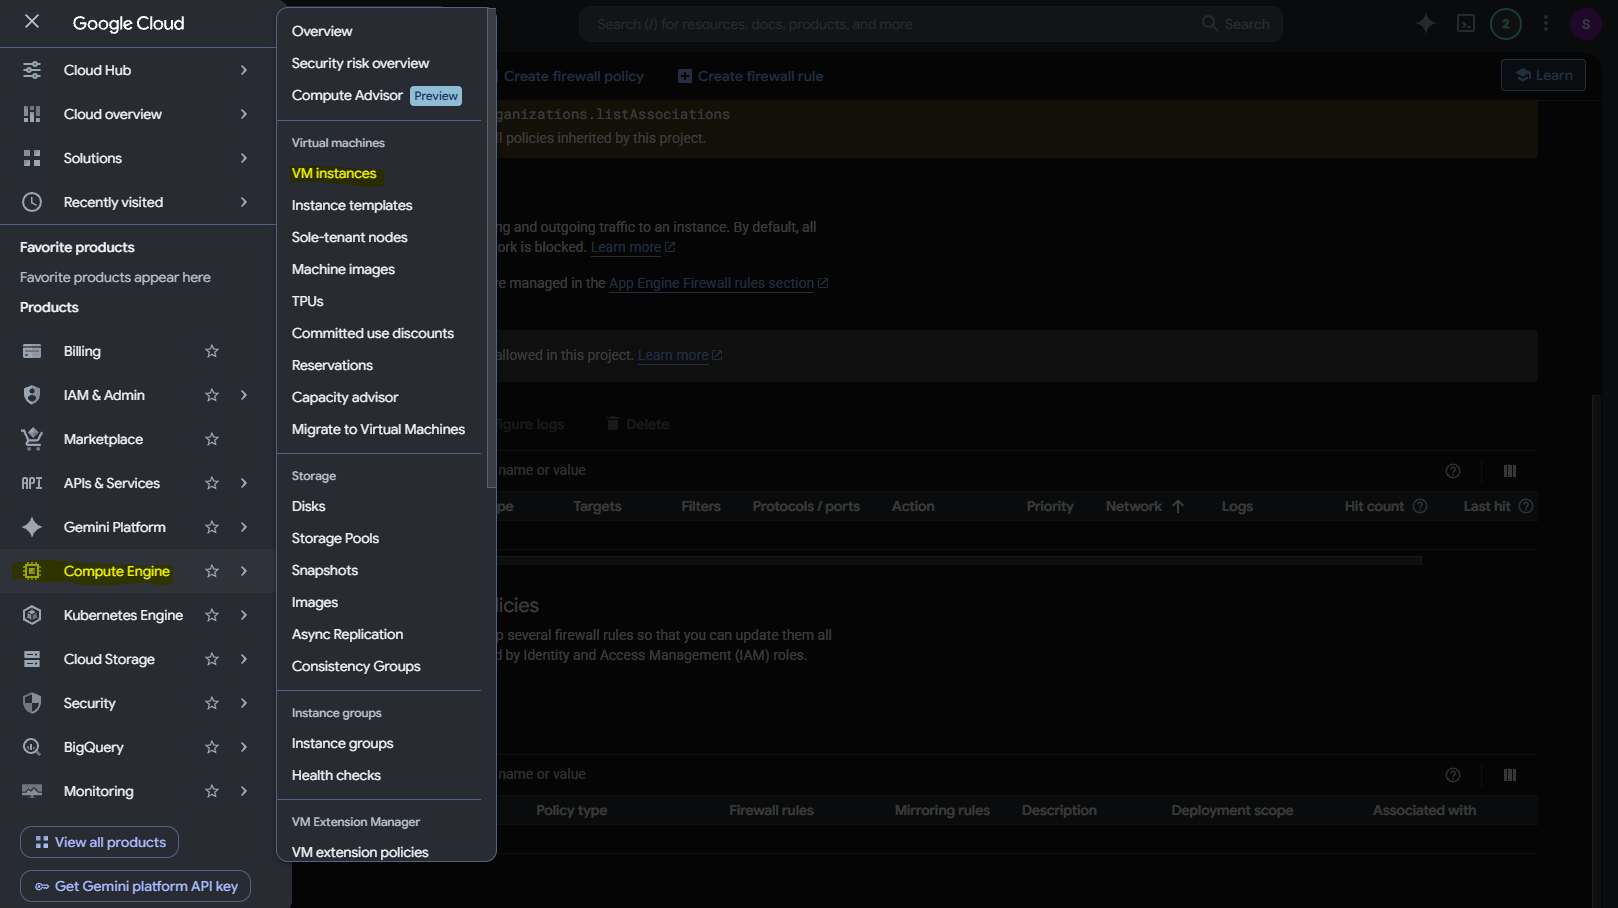 Google Cloud
Cloud Hub
Cloud overview
Solutions
Recently visited
Favorite products
Favorite products appear here
Products
Billing
IAM & Admin
Marketplace
API APIs & Services
Gemini Platform
Compute Engine
Kubernetes Engine
Cloud Storage
Security
BigQuery
Monitoring
View all products
Get Gemini platform API key
Overview
Security risk overview
Compute Advisor Preview
Virtual machines
VM instances
Instance templates
Sole-tenant nodes
Machine images
TPUs
Committed use discounts
Reservations
Capacity advisor
Migrate to Virtual Machines
Storage
Disks
Storage Pools
Snapshots
Images
Async Replication
Consistency Groups
Instance groups
Instance groups
Health checks
VM Extension Manager
VM extension policies
Search (/) for resources, docs, products, and more Search 2 S
Create firewall policy Create firewall rule Learn
ganizations.listAssociations
l policies inherited by this project.
ng and outgoing traffic to an instance. By default, all
ork is blocked. Learn more
re managed in the App Engine Firewall rules section
allowed in this project. Learn more
igure logs Delete
name or value
pe Targets Filters Protocols / ports Action Priority Network Logs Hit count Last hit
icies
p several firewall rules so that you can update them all
d by Identity and Access Management (IAM) roles.
name or value
Policy type Firewall rules Mirroring rules Description Deployment scope Associated with